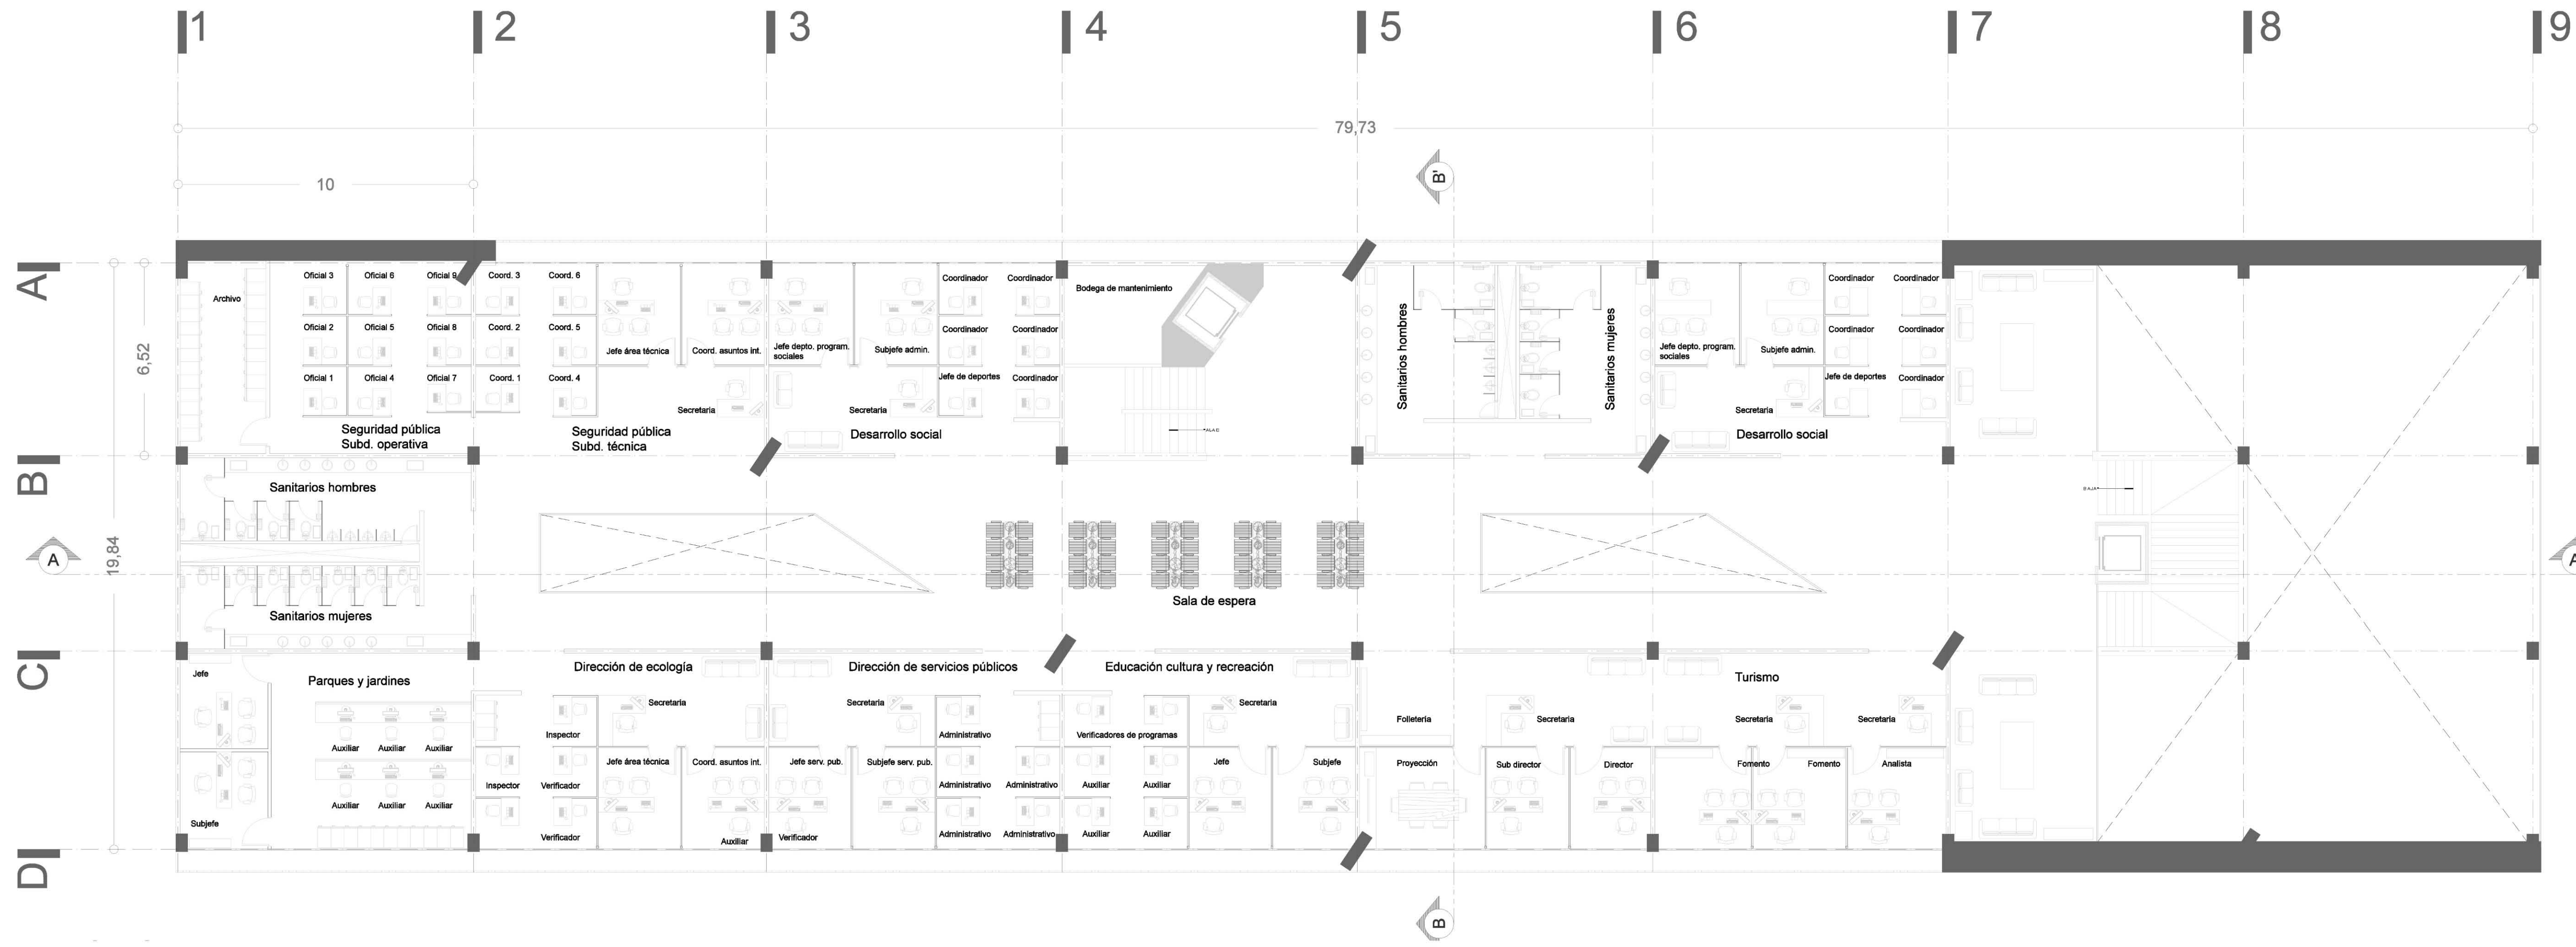 1 2 3 4 5 6 7 8 9
79,73
10
B'
A
Oficial 3 Oficial 6 Oficial 9 Coord. 3 Coord. 6 Coordinador Coordinador Coordinador Coordinador
Bodega de mantenimiento
Archivo
Oficial 2 Oficial 5 Oficial 8 Coord. 2 Coord. 5 Coordinador Coordinador Coordinador Coordinador
6,52
Jefe área técnica Coord. asuntos int.
Jefe depto. program.
sociales
Subjefe admin.
Sanitarios hombres
Sanitarios mujeres
Jefe depto. program.
sociales
Subjefe admin.
Oficial 1 Oficial 4 Oficial 7 Coord. 1 Coord. 4 Jefe de deportes Coordinador Jefe de deportes Coordinador
Secretaria Secretaria Secretaria
Seguridad pública
Subd. operativa
Seguridad pública
Subd. técnica
Desarrollo social
Desarrollo social
B
Sanitarios hombres
BAJA
19,84
A
A
Sala de espera
Sanitarios mujeres
C
Jefe
Parques y jardines
Dirección de ecología
Dirección de servicios públicos
Educación cultura y recreación
Turismo
Secretaria Secretaria Secretaria
Folletería Secretaria Secretaria Secretaria
Inspector Administrativo Verificadores de programas
Auxiliar Auxiliar Auxiliar
Jefe área técnica Coord. asuntos int. Jefe serv. pub. Subjefe serv. pub. Jefe Subjefe Proyección Sub director Director Fomento Fomento Analista
Inspector Verificador Administrativo Administrativo Auxiliar Auxiliar
Auxiliar Auxiliar Auxiliar
Subjefe
Verificador Auxiliar Verificador Administrativo Administrativo Auxiliar Auxiliar
D
B